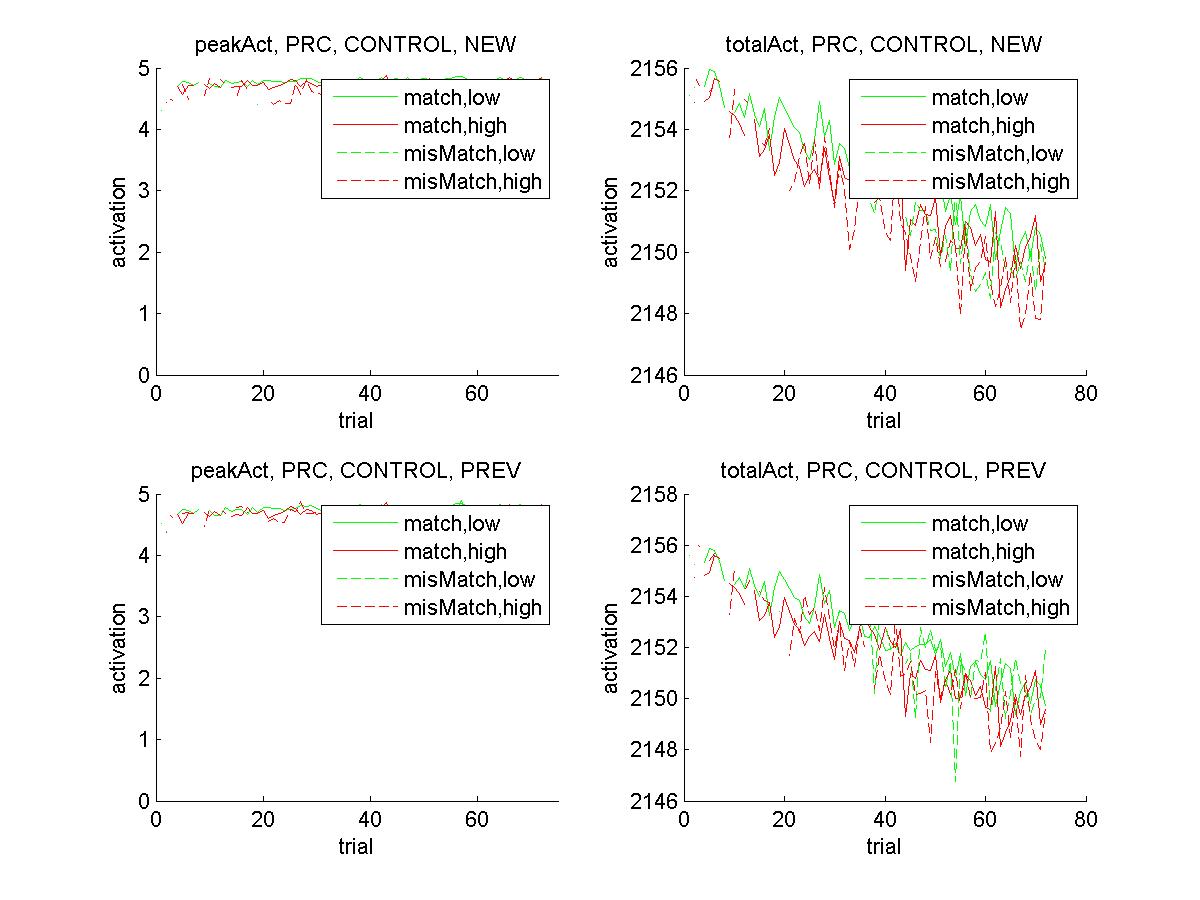 peakAct, PRC, CONTROL, NEW
5
4
3
2
1
0
activation
0 20 40 60
trial
match,low
match,high
misMatch,low
misMatch,high
totalAct, PRC, CONTROL, NEW
2156
2154
2152
2150
2148
2146
activation
0 20 40 60 80
trial
match,low
match,high
misMatch,low
misMatch,high
peakAct, PRC, CONTROL, PREV
5
4
3
2
1
0
activation
0 20 40 60
trial
match,low
match,high
misMatch,low
misMatch,high
totalAct, PRC, CONTROL, PREV
2158
2156
2154
2152
2150
2148
2146
activation
0 20 40 60 80
trial
match,low
match,high
misMatch,low
misMatch,high